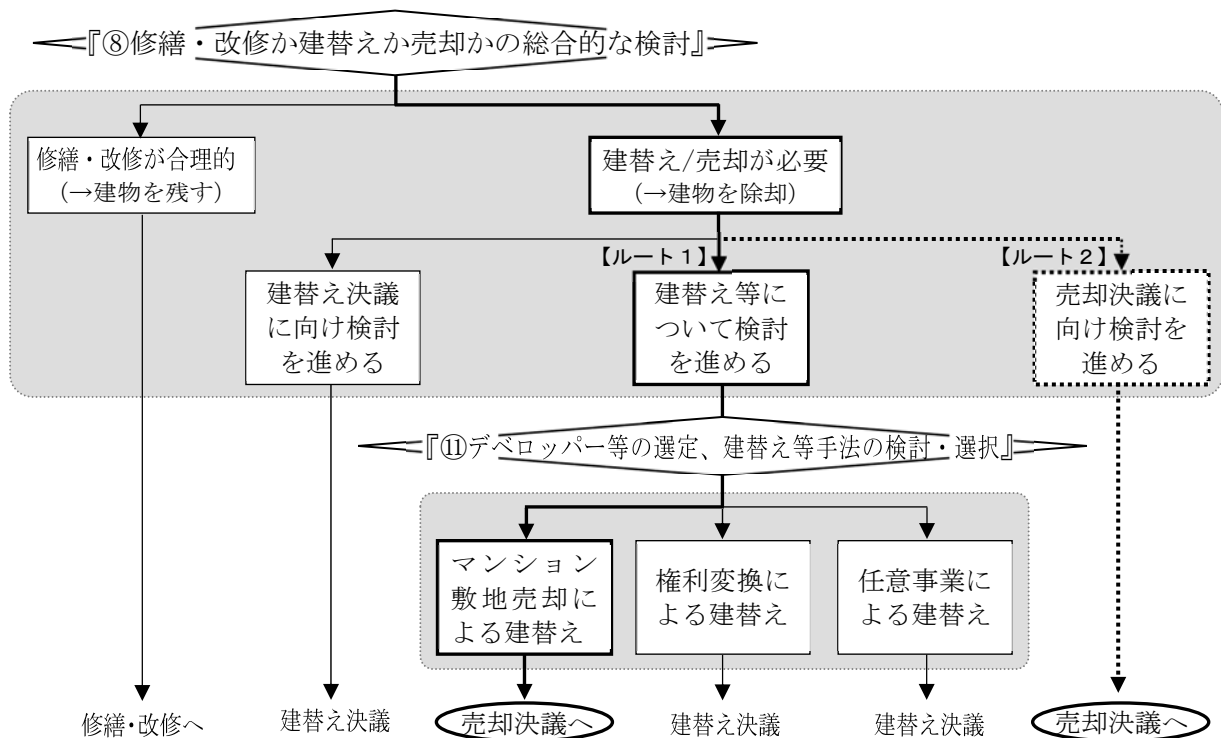 『⑧修繕・改修か建替えか売却かの総合的な検討』
修繕・改修が合理的
（→建物を残す）
建替え/売却が必要
（→建物を除却）
【ルート１】
【ルート２】
建替え決議
に向け検討
を進める
建替え等に
ついて検討
を進める
売却決議に
向け検討を
進める
『⑪デベロッパー等の選定、建替え等手法の検討・選択』
マンション
敷地売却に
よる建替え
権利変換に
よる建替え
任意事業に
よる建替え
修繕・改修へ
建替え決議
売却決議へ
建替え決議
建替え決議
売却決議へ